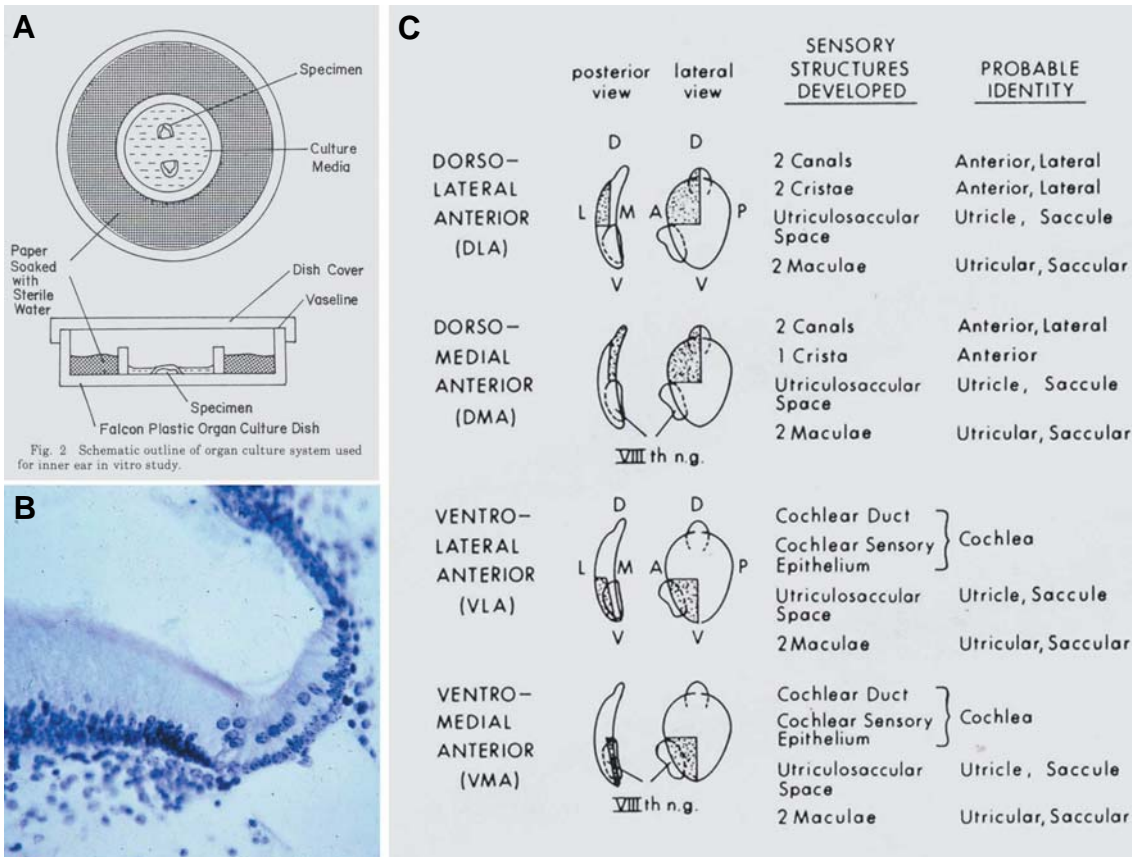 A
Specimen
Culture
Media
Paper
Soaked
with
Sterile
Water
Dish Cover
Vaseline
Specimen
Falcon Plastic Organ Culture Dish
Fig. 2 Schematic outline of organ culture system used
for inner ear in vitro study.
B
C
posterior
view
lateral
view
SENSORY
STRUCTURES
DEVELOPED
PROBABLE
IDENTITY
D D
DORSO-
LATERAL
ANTERIOR
(DLA)
L M A P
V V
2 Canals Anterior, Lateral
2 Cristae Anterior, Lateral
Utriculosaccular Utricle, Saccule
Space
2 Maculae Utricular, Saccular
DORSO-
MEDIAL
ANTERIOR
(DMA)
VIII th n.g.
2 Canals Anterior, Lateral
1 Crista Anterior
Utriculosaccular Utricle, Saccule
Space
2 Maculae Utricular, Saccular
D D
VENTRO-
LATERAL
ANTERIOR
(VLA)
L M A P
V V
Cochlear Duct
Cochlear Sensory
Epithelium
Cochlea
Utriculosaccular Utricle, Saccule
Space
2 Maculae Utricular, Saccular
VENTRO-
MEDIAL
ANTERIOR
(VMA)
VIII th n.g.
Cochlear Duct
Cochlear Sensory
Epithelium
Cochlea
Utriculosaccular Utricle, Saccule
Space
2 Maculae Utricular, Saccular